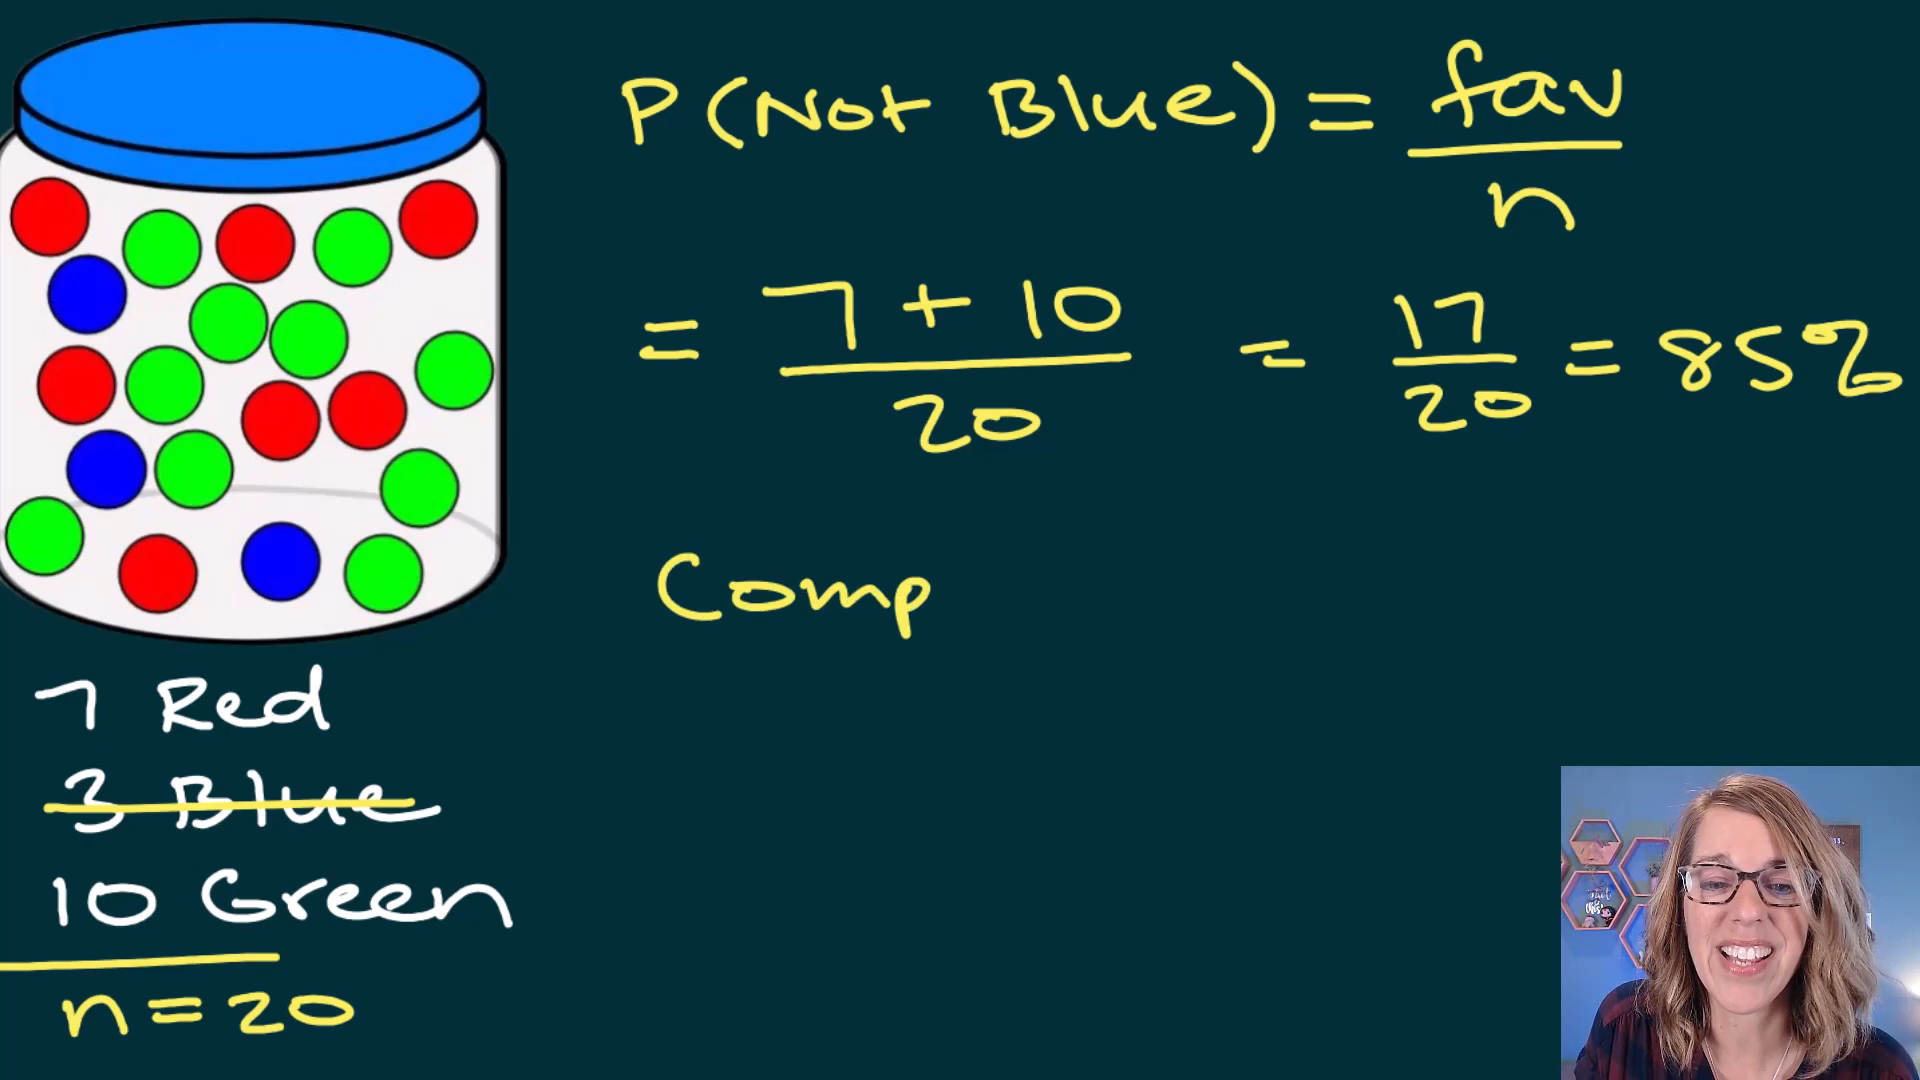 P(Not Blue) = fav/n
= 7 + 10/20 = 17/20 = 85%
Comp
7 Red
3 Blue
10 Green
n = 20